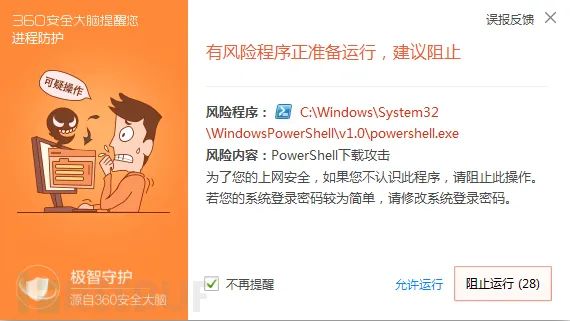 360安全大脑提醒您
进程防护
误报反馈
有风险程序正准备运行，建议阻止
可疑操作
风险程序： C:\Windows\System32
\WindowsPowerShell\v1.0\powershell.exe
风险内容：PowerShell下载攻击
为了您的上网安全，如果您不认识此程序，请阻止此操作。
若您的系统登录密码较为简单，请修改系统登录密码。
极智守护
源自360安全大脑
不再提醒
允许运行
阻止运行 (28)